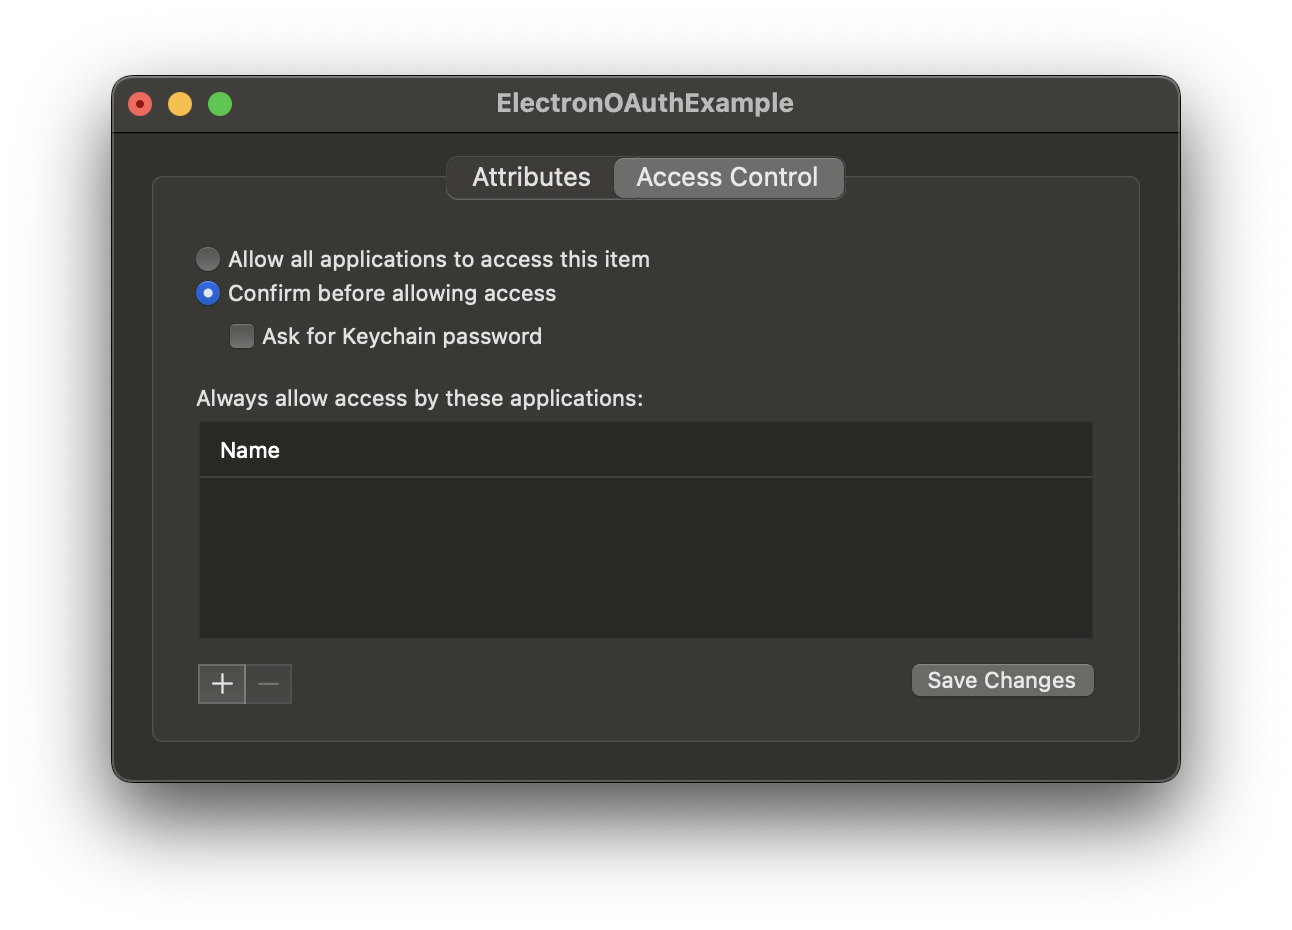 ElectronOAuthExample
Attributes Access Control
Allow all applications to access this item
Confirm before allowing access
Ask for Keychain password
Always allow access by these applications:
Name
Save Changes